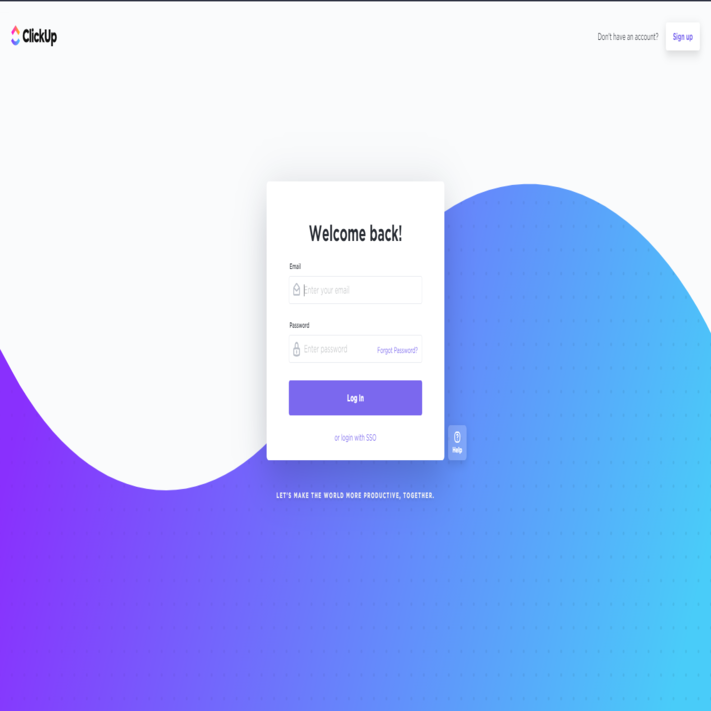 ClickUp
Don't have an account?
Sign up
Welcome back!
Email
Enter your email
Password
Enter password
Forgot Password?
Log In
or login with SSO
Help
LET'S MAKE THE WORLD MORE PRODUCTIVE, TOGETHER.